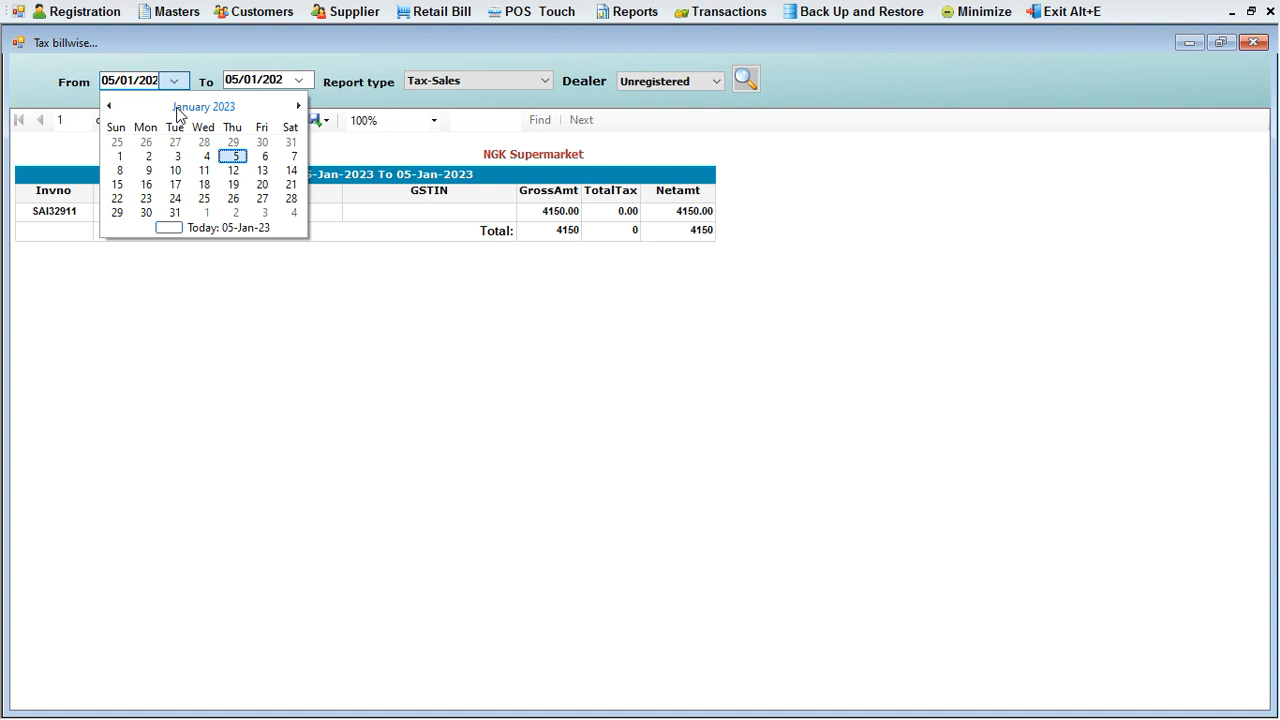 Registration Masters Customers Supplier Retail Bill POS Touch Reports Transactions Back Up and Restore Minimize Exit Alt+E
Tax billwise...
From 05/01/202 To 05/01/202 Report type Tax-Sales Dealer Unregistered
January 2023
1 100% Find | Next
Sun Mon Tue Wed Thu Fri Sat
25 26 27 28 29 30 31
1 2 3 4 5 6 7
8 9 10 11 12 13 14
15 16 17 18 19 20 21
22 23 24 25 26 27 28
29 30 31 1 2 3 4
Today: 05-Jan-23
NGK Supermarket
-Jan-2023 To 05-Jan-2023
Invno GSTIN GrossAmt TotalTax Netamt
SAI32911 4150.00 0.00 4150.00
Total: 4150 0 4150